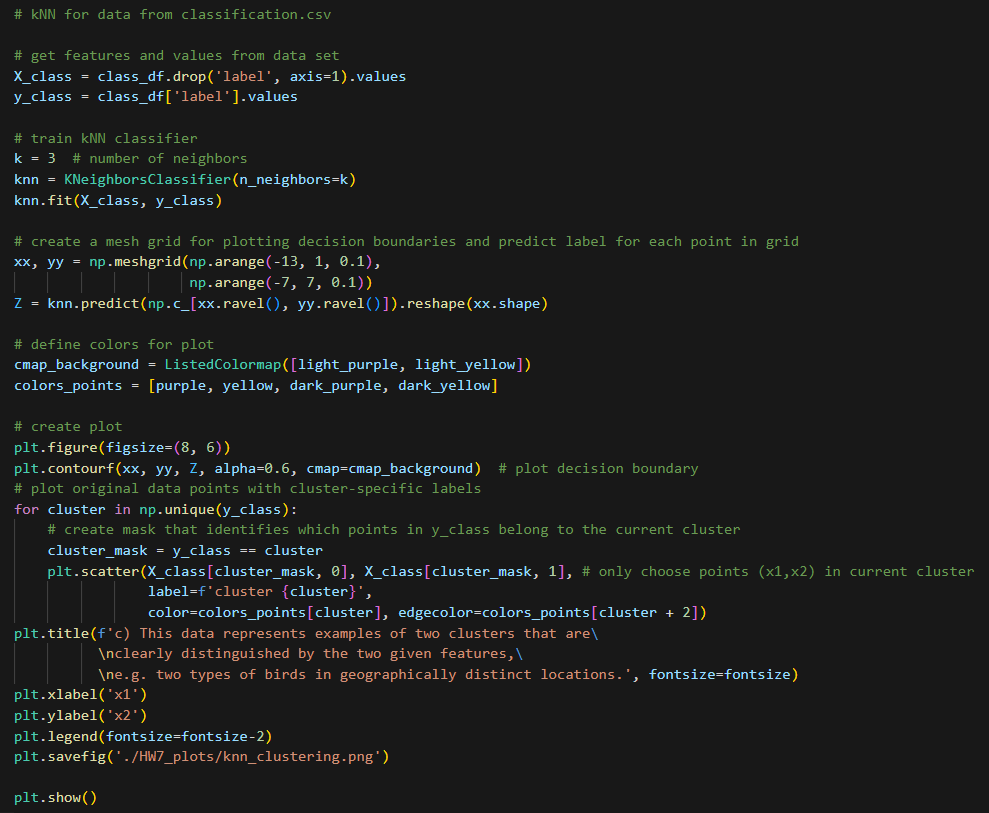 # kNN for data from classification.csv

# get features and values from data set
X_class = class_df.drop('label', axis=1).values
y_class = class_df['label'].values

# train kNN classifier
k = 3  # number of neighbors
knn = KNeighborsClassifier(n_neighbors=k)
knn.fit(X_class, y_class)

# create a mesh grid for plotting decision boundaries and predict label for each point in grid
xx, yy = np.meshgrid(np.arange(-13, 1, 0.1),
                     np.arange(-7, 7, 0.1))
Z = knn.predict(np.c_[xx.ravel(), yy.ravel()]).reshape(xx.shape)

# define colors for plot
cmap_background = ListedColormap([light_purple, light_yellow])
colors_points = [purple, yellow, dark_purple, dark_yellow]

# create plot
plt.figure(figsize=(8, 6))
plt.contourf(xx, yy, Z, alpha=0.6, cmap=cmap_background)  # plot decision boundary
# plot original data points with cluster-specific labels
for cluster in np.unique(y_class):
    # create mask that identifies which points in y_class belong to the current cluster
    cluster_mask = y_class == cluster
    plt.scatter(X_class[cluster_mask, 0], X_class[cluster_mask, 1], # only choose points (x1,x2) in current cluster
                label=f'cluster {cluster}',
                color=colors_points[cluster], edgecolor=colors_points[cluster + 2])
plt.title(f'c) This data represents examples of two clusters that are\
          \nclearly distinguished by the two given features,\
          \ne.g. two types of birds in geographically distinct locations.', fontsize=fontsize)
plt.xlabel('x1')
plt.ylabel('x2')
plt.legend(fontsize=fontsize-2)
plt.savefig('./HW7_plots/knn_clustering.png')

plt.show()